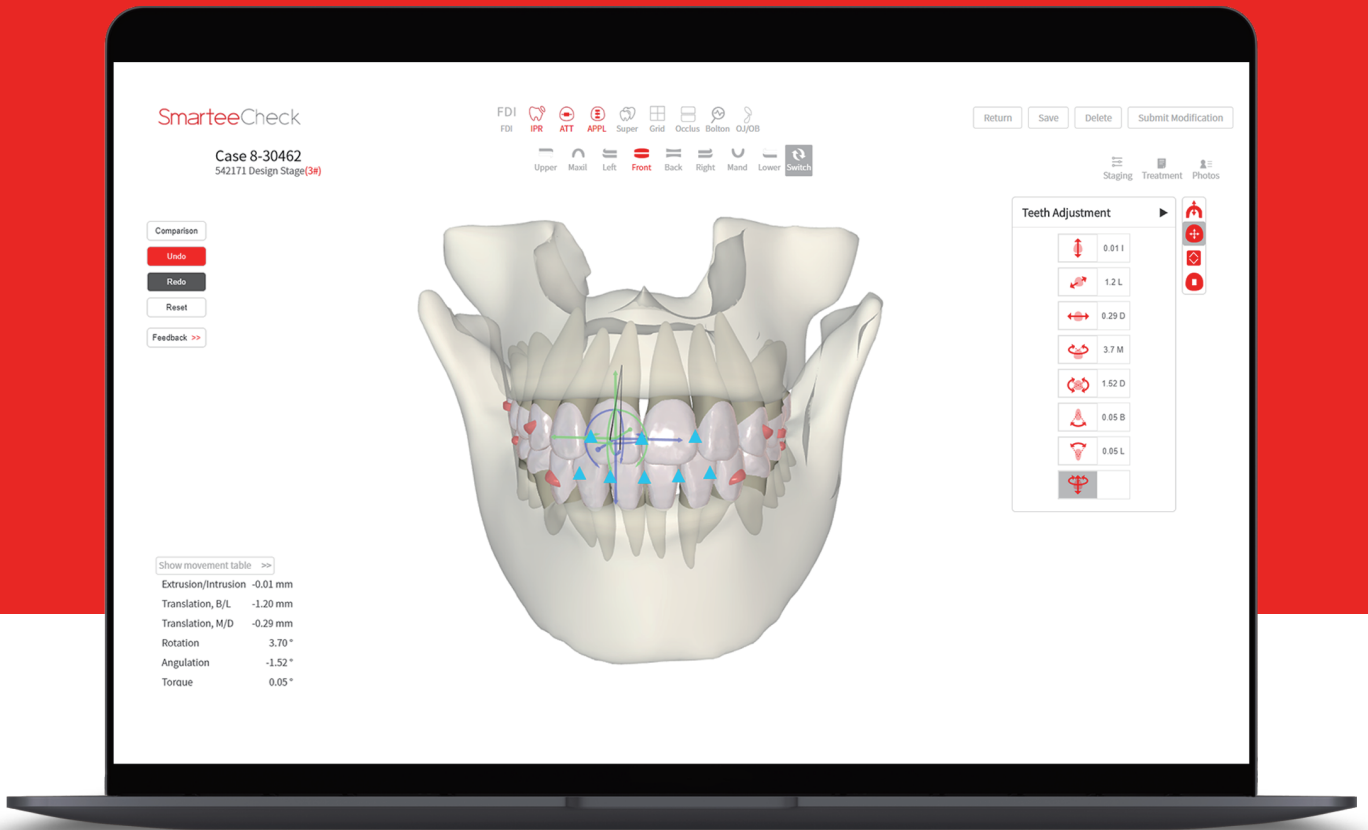 SmarteeCheck
Case 8-30462
542171 Design Stage(3#)
FDI
FDI IPR ATT APPL Super Grid Occlus Bolton OJ/OB
Upper Maxil Left Front Back Right Mand Lower Switch
Return Save Delete Submit Modification
Staging Treatment Photos
Comparison
Undo
Redo
Reset
Feedback >>
Teeth Adjustment
0.01 I
1.2 L
0.29 D
3.7 M
1.52 D
0.05 B
0.05 L
Show movement table >>
Extrusion/Intrusion -0.01 mm
Translation, B/L -1.20 mm
Translation, M/D -0.29 mm
Rotation 3.70 °
Angulation -1.52 °
Torque 0.05 °